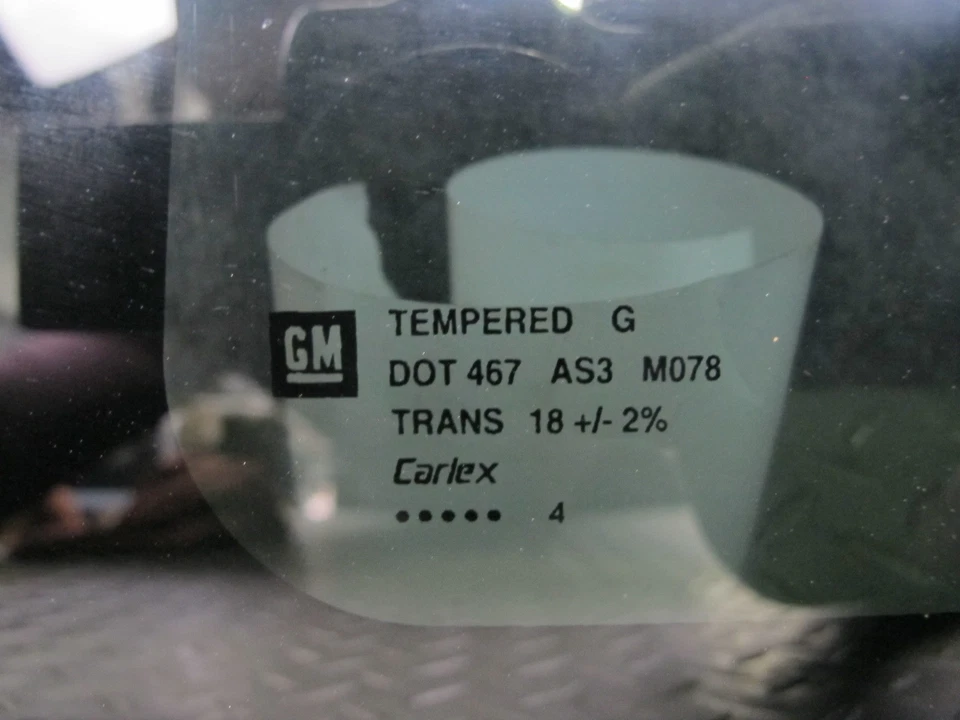 GM
TEMPERED G
DOT 467 AS3 M078
TRANS 18 +/- 2%
Carlex
••••• 4